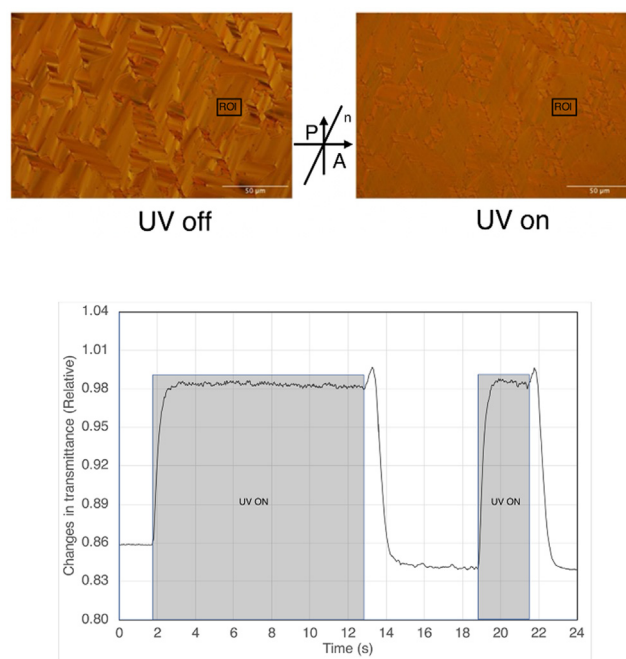 ROI
50 µm
P
n
A
ROI
50 µm
UV off
UV on
Changes in transmittance (Relative)
1.04
1.01
0.98
0.95
0.92
0.89
0.86
0.83
0.80
UV ON
UV ON
0 2 4 6 8 10 12 14 16 18 20 22 24
Time (s)